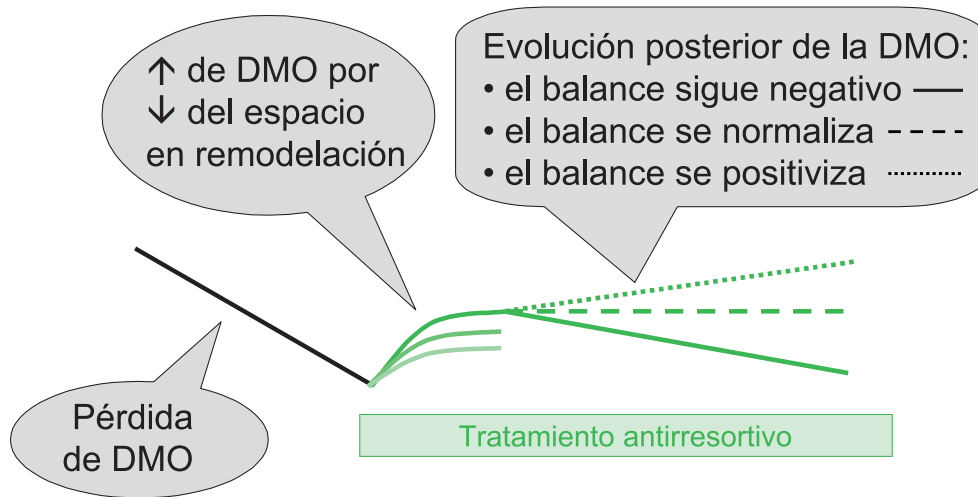 ↑ de DMO por
↓ del espacio
en remodelación
Evolución posterior de la DMO:
• el balance sigue negativo
• el balance se normaliza
• el balance se positiviza
Pérdida
de DMO
Tratamiento antirresortivo